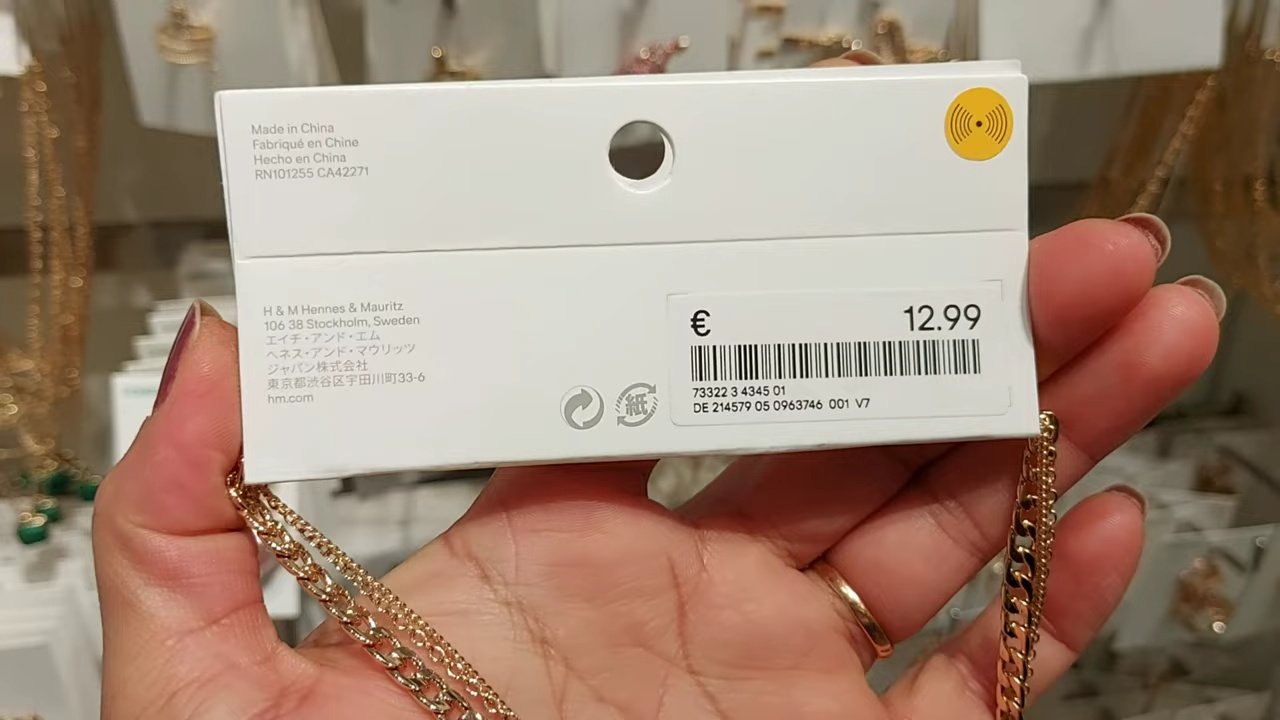 Made in China
Fabriqué en Chine
Hecho en China
RN101255 CA42271
H & M Hennes & Mauritz
106 38 Stockholm, Sweden
エイチ・アンド・エム
ヘネス・アンド・マウリッツ
ジャパン株式会社
東京都渋谷区宇田川町33-6
hm.com
紙
€ 12.99
73322 3 4345 01
DE 214579 05 0963746 001 V7